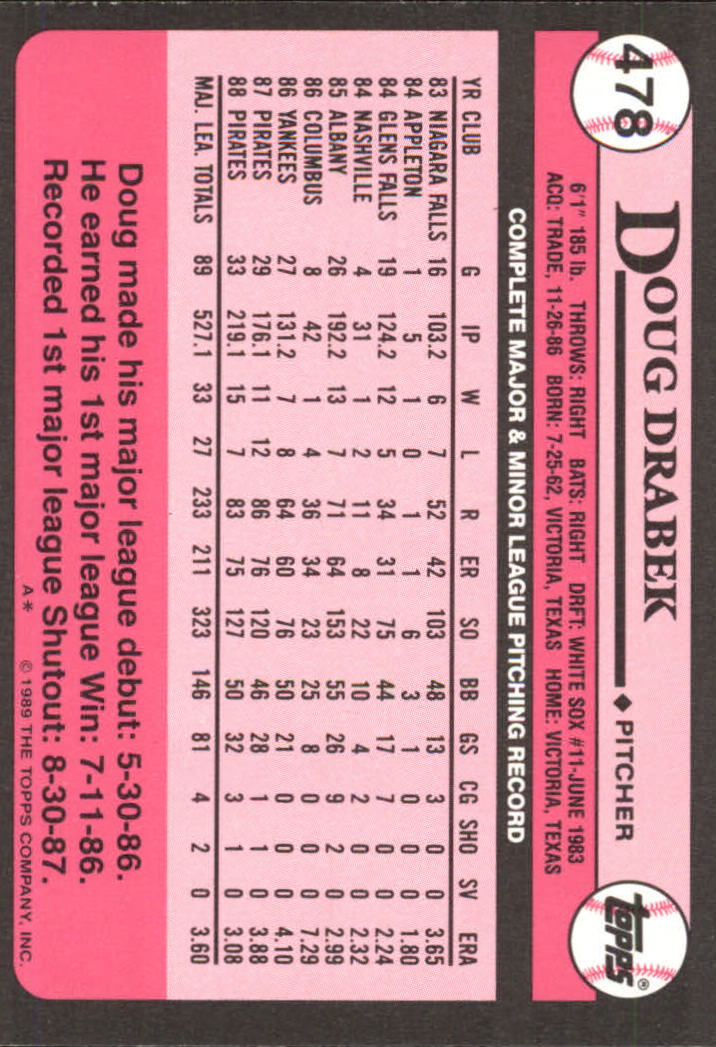 478
DOUG DRABEK ♦ PITCHER
topps®
6'1" 185 lb. THROWS: RIGHT BATS: RIGHT DRFT: WHITE SOX #11-JUNE 1983
ACQ: TRADE, 11-26-86 BORN: 7-25-62, VICTORIA, TEXAS HOME: VICTORIA, TEXAS
COMPLETE MAJOR & MINOR LEAGUE PITCHING RECORD
YR CLUB G IP W L R ER SO BB GS CG SHO SV ERA
83 NIAGARA FALLS 16 103.2 6 7 52 42 103 48 13 3 0 0 3.65
84 APPLETON 1 5 1 0 1 1 6 3 1 0 0 0 1.80
84 GLENS FALLS 19 124.2 12 5 34 31 75 44 17 7 0 0 2.24
84 NASHVILLE 4 31 1 2 11 8 22 10 4 2 0 0 2.32
85 ALBANY 26 192.2 13 7 71 64 153 55 26 9 2 0 2.99
86 COLUMBUS 8 42 1 4 36 34 23 25 8 0 0 0 7.29
86 YANKEES 27 131.2 7 8 64 60 76 50 21 0 0 0 4.10
87 PIRATES 29 176.1 11 12 86 76 120 46 28 1 1 0 3.88
88 PIRATES 33 219.1 15 7 83 75 127 50 32 3 1 0 3.08
MAJ. LEA. TOTALS 89 527.1 33 27 233 211 323 146 81 4 2 0 3.60
Doug made his major league debut: 5-30-86.
He earned his 1st major league Win: 7-11-86.
Recorded 1st major league Shutout: 8-30-87.
A* © 1989 THE TOPPS COMPANY, INC.